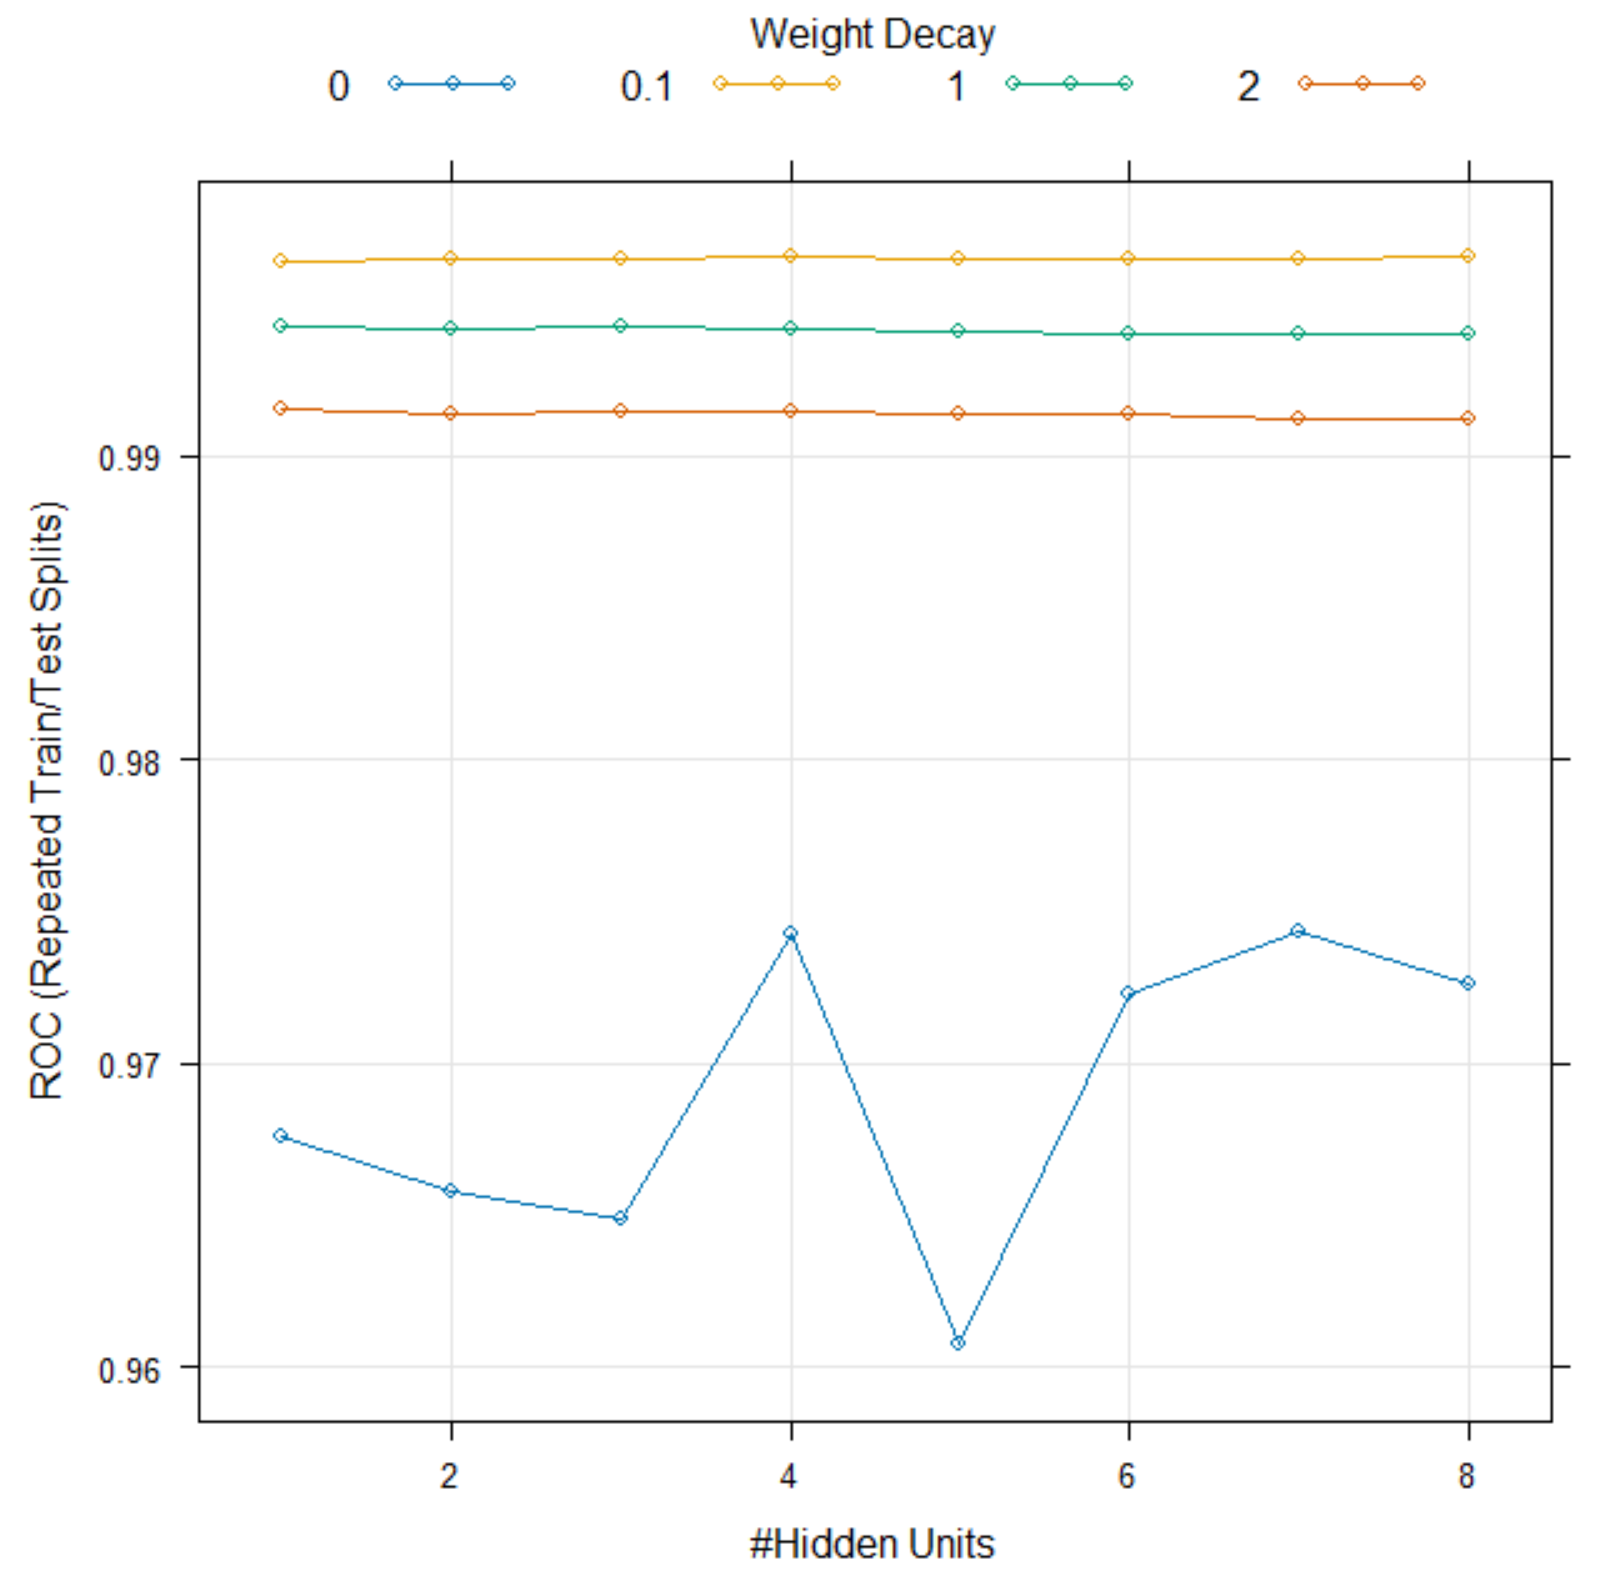 Weight Decay
0 0.1 1 2
ROC (Repeated Train/Test Splits)
0.99
0.98
0.97
0.96
2 4 6 8
#Hidden Units